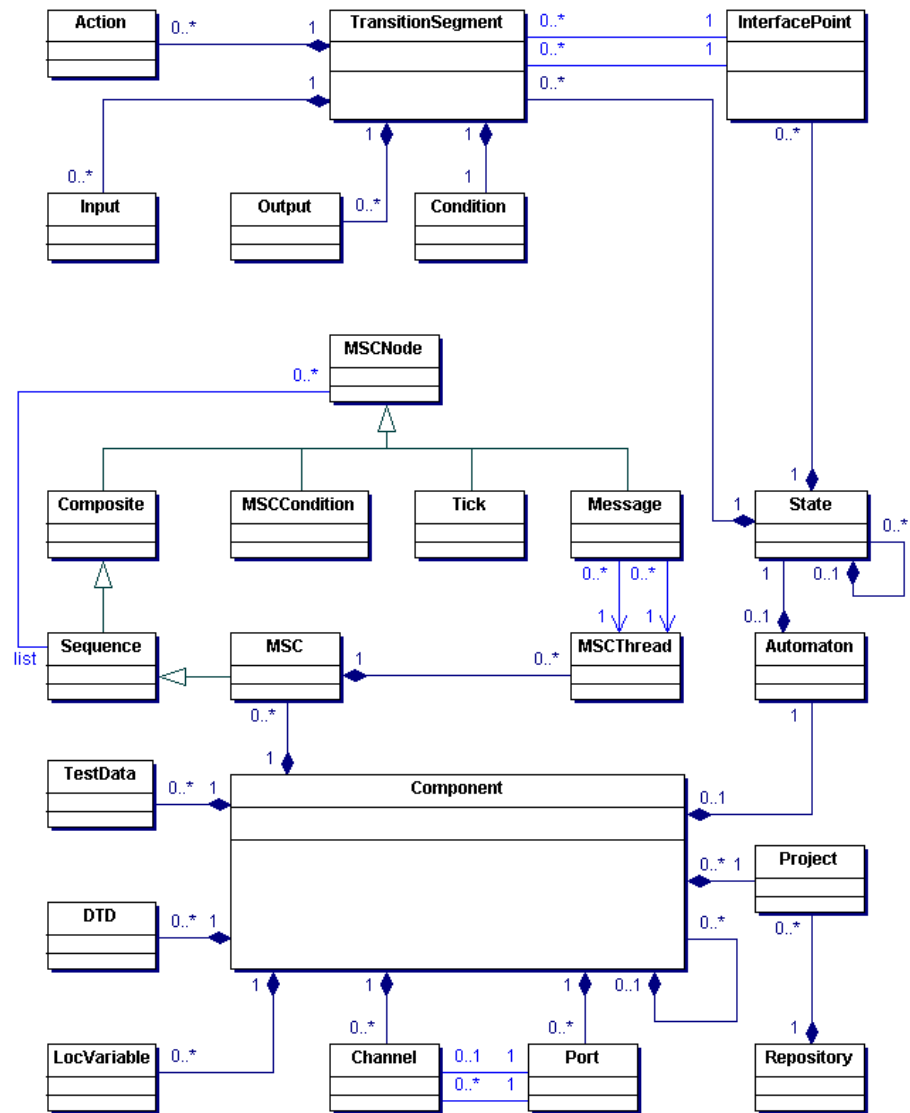 Action
0..*
1
TransitionSegment
0..*
1
InterfacePoint
0..*
1
1
0..*
0..*
1
1
0..*
0..*
1
Input
Output
0..*
Condition
MSCNode
0..*
Composite
MSCCondition
Tick
Message
1
1
State
0..*
0..*
0..*
1
0..1
0..1
1
1
Sequence
MSC
1
0..*
MSCThread
Automaton
list
0..*
1
1
TestData
0..*
1
Component
0..1
0..*
1
Project
DTD
0..*
1
0..*
0..*
1
1
1
0..1
0..*
0..*
0..*
1
LocVariable
Channel
0..1
1
Port
Repository
0..*
1